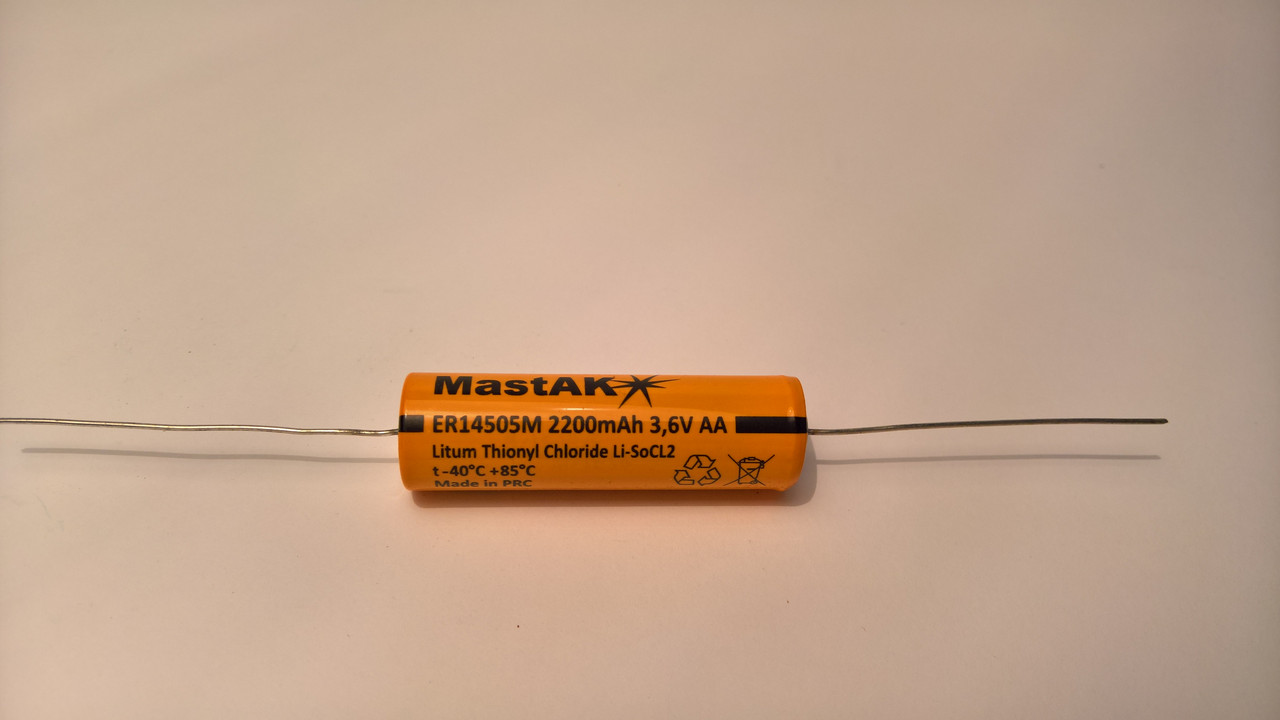 MastAK
ER14505M 2200mAh 3,6V AA
Litum Thionyl Chloride Li-SoCL2
t -40°C +85°C
Made in PRC